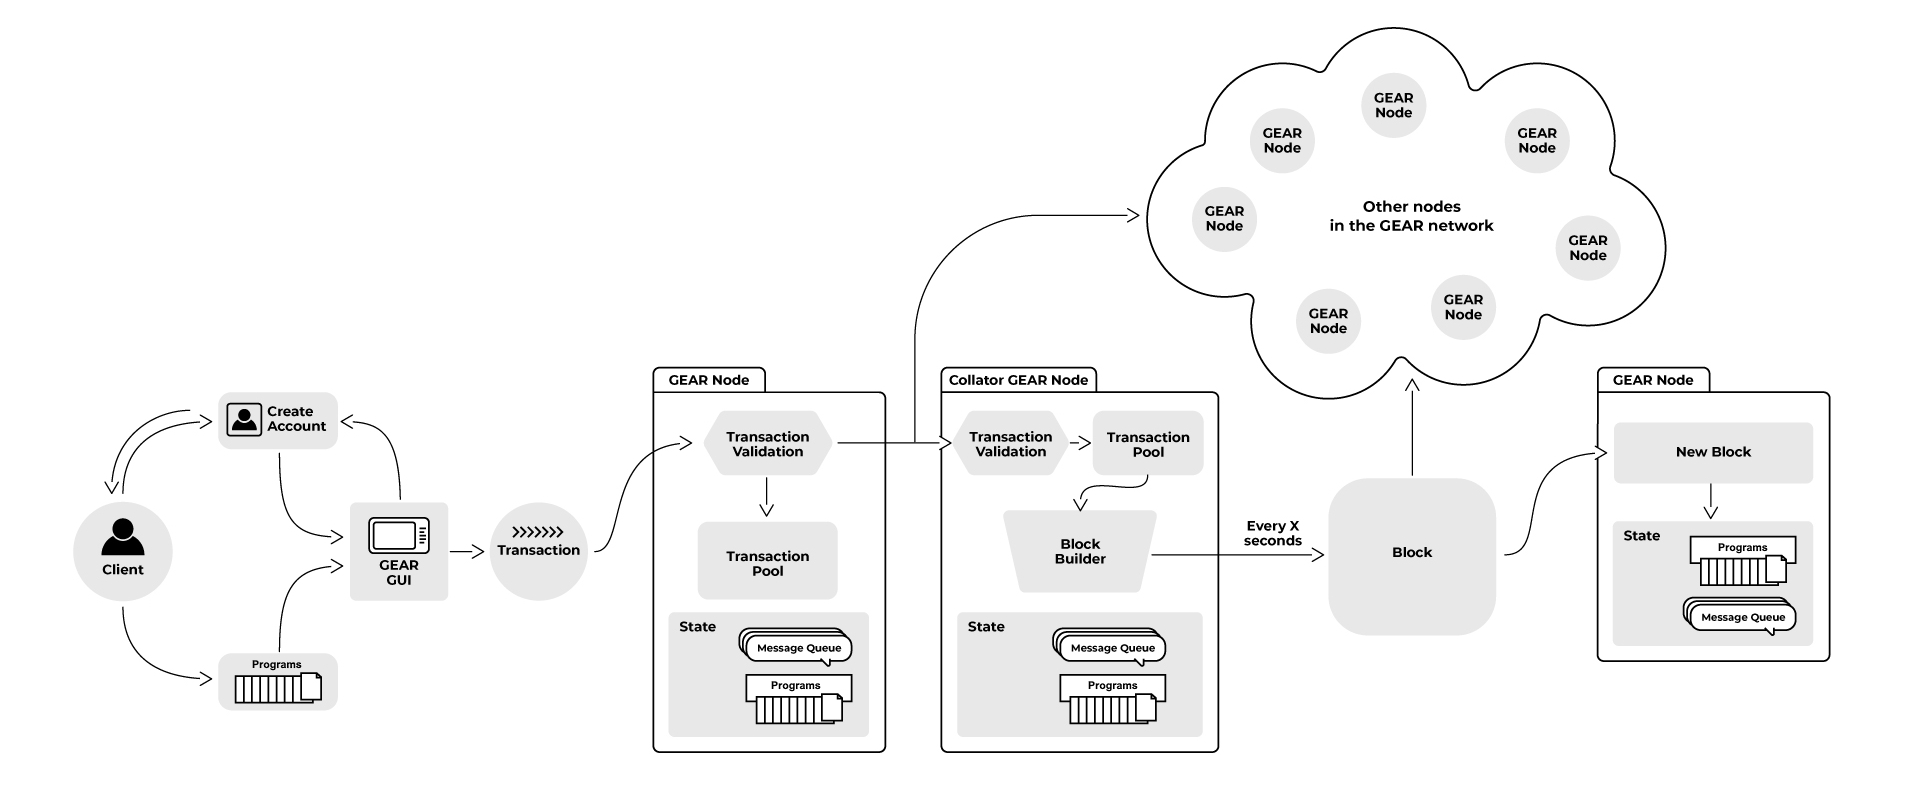 Client
Create
Account
Programs
GEAR
GUI
Transaction
GEAR Node
Transaction
Validation
Transaction
Pool
State
Message Queue
Programs
Collator GEAR Node
Transaction
Validation
Transaction
Pool
Block
Builder
State
Message Queue
Programs
Every X
seconds
Block
GEAR
Node
GEAR
Node
GEAR
Node
GEAR
Node
Other nodes
in the GEAR network
GEAR
Node
GEAR
Node
GEAR
Node
GEAR Node
New Block
State
Programs
Message Queue